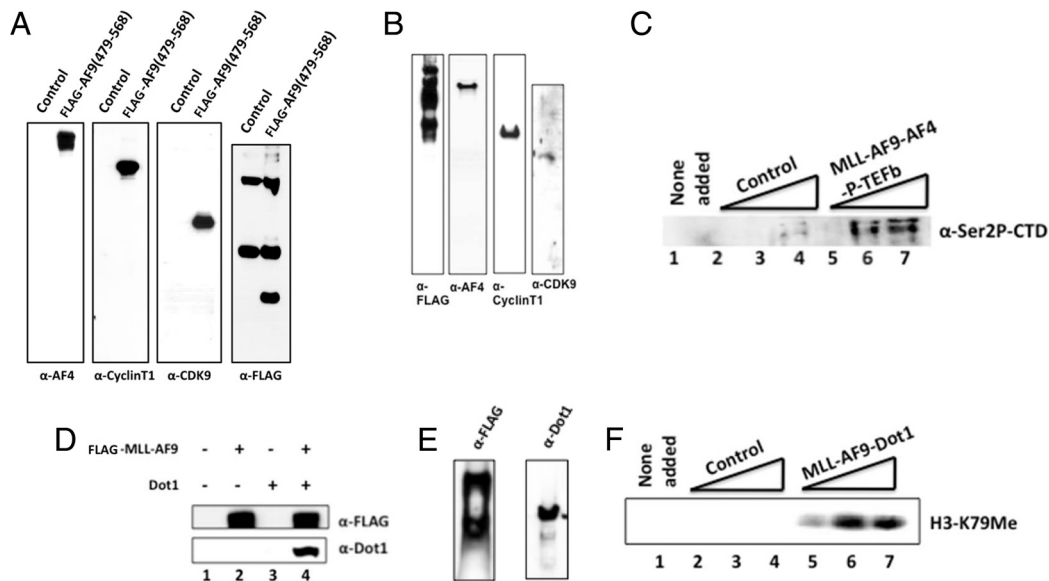 A
Control
FLAG-AF9(479-568)
Control
FLAG-AF9(479-568)
Control
FLAG-AF9(479-568)
Control
FLAG-AF9(479-568)
α-AF4
α-CyclinT1
α-CDK9
α-FLAG
B
α-
FLAG
α-AF4
α-
CyclinT1
α-CDK9
C
None
added
Control
MLL-AF9-AF4
-P-TEFb
α-Ser2P-CTD
1 2 3 4 5 6 7
D
FLAG-MLL-AF9 - + - +
Dot1 - - + +
α-FLAG
α-Dot1
1 2 3 4
E
α-FLAG
α-Dot1
F
None
added
Control
MLL-AF9-Dot1
H3-K79Me
1 2 3 4 5 6 7